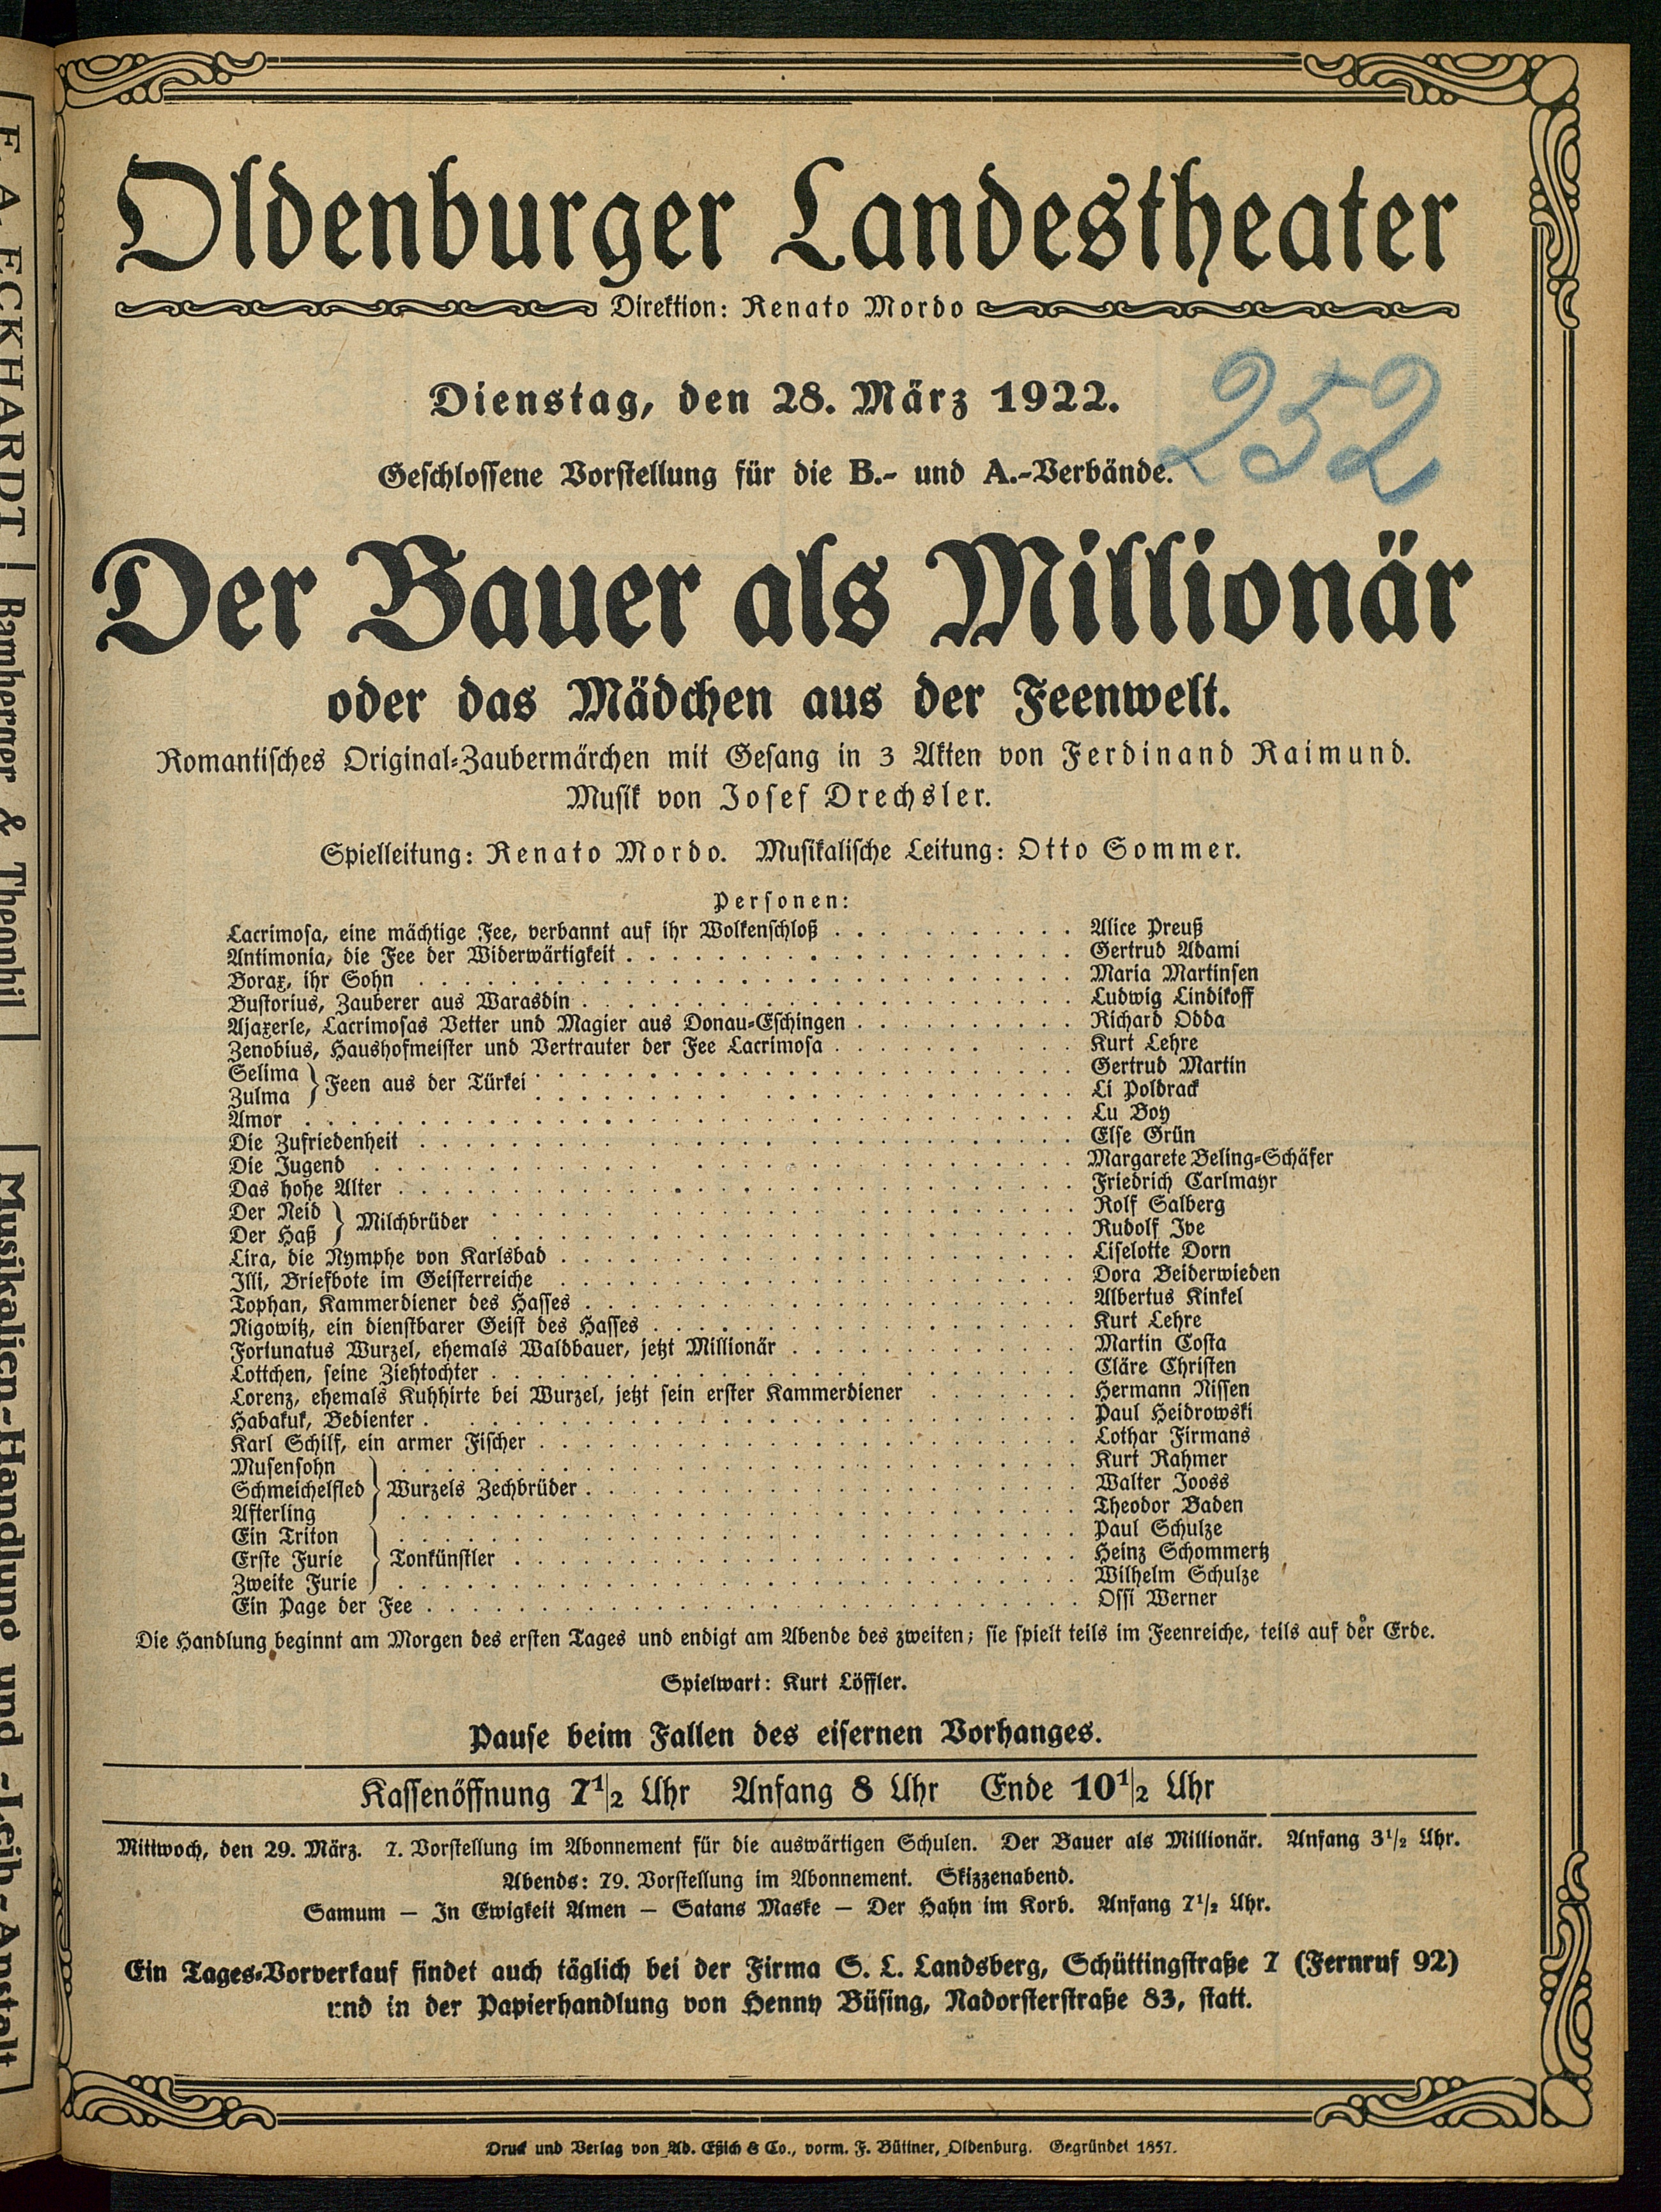 Oldenburger Landestheater
Direktion: Renato Mordo
Dienstag, den 28. März 1922.
252
Geschlossene Vorstellung für die B.- und A.-Verbände.
Der Bauer als Millionär
oder das Mädchen aus der Feenwelt.
Romantisches Original-Zaubermärchen mit Gesang in 3 Akten von Ferdinand Raimund.
Musik von Josef Drechsler.
Spielleitung: Renato Mordo. Musikalische Leitung: Otto Sommer.
Personen:
Lacrimosa, eine mächtige Fee, verbannt auf ihr Wolkenschloß . . . Alice Preuß
Antimonia, die Fee der Widerwärtigkeit . . . Gertrud Adami
Borax, ihr Sohn . . . Maria Martinsen
Bustorius, Zauberer aus Warasdin . . . Ludwig Lindikoff
Ajaxerle, Lacrimosas Vetter und Magier aus Donau-Eschingen . . . Richard Odda
Zenobius, Haushofmeister und Vertrauter der Fee Lacrimosa . . . Kurt Lehre
Selima } Feen aus der Türkei . . . Gertrud Martin
Zulma . . . Li Poldrack
Amor . . . Lu Boy
Die Zufriedenheit . . . Else Grün
Die Jugend . . . Margarete Beling-Schäfer
Das hohe Alter . . . Friedrich Carlmayr
Der Neid } Milchbrüder . . . Rolf Salberg
Der Haß . . . Rudolf Ive
Lira, die Nymphe von Karlsbad . . . Liselotte Dorn
Illi, Briefbote im Geisterreiche . . . Dora Beiderwieden
Tophan, Kammerdiener des Hasses . . . Albertus Kinkel
Nigowitz, ein dienstbarer Geist des Hasses . . . Kurt Lehre
Fortunatus Wurzel, ehemals Waldbauer, jetzt Millionär . . . Martin Costa
Lottchen, seine Ziehtochter . . . Cläre Christen
Lorenz, ehemals Kuhhirte bei Wurzel, jetzt sein erster Kammerdiener . . . Hermann Nissen
Habakuk, Bedienter . . . Paul Heidrowski
Karl Schilf, ein armer Fischer . . . Lothar Firmans
Musensohn . . . Kurt Rahmer
Schmeichelfled } Wurzels Zechbrüder . . . Walter Jooss
Afterling . . . Theodor Baden
Ein Triton . . . Paul Schulze
Erste Furie } Tonkünstler . . . Heinz Schommertz
Zweite Furie . . . Wilhelm Schulze
Ein Page der Fee . . . Ossi Werner
Die Handlung beginnt am Morgen des ersten Tages und endigt am Abende des zweiten; sie spielt teils im Feenreiche, teils auf der Erde.
Spielwart: Kurt Löffler.
Pause beim Fallen des eisernen Vorhanges.
Kassenöffnung 7 1/2 Uhr Anfang 8 Uhr Ende 10 1/2 Uhr
Mittwoch, den 29. März. 7. Vorstellung im Abonnement für die auswärtigen Schulen. Der Bauer als Millionär. Anfang 3 1/2 Uhr.
Abends: 79. Vorstellung im Abonnement. Skizzenabend.
Samum — In Ewigkeit Amen — Satans Maske — Der Hahn im Korb. Anfang 7 1/2 Uhr.
Ein Tages-Vorverkauf findet auch täglich bei der Firma S. L. Landsberg, Schüttingstraße 7 (Fernruf 92)
und in der Papierhandlung von Henny Büsing, Nadorsterstraße 83, statt.
Druck und Verlag von Ad. Eßich & Co., vorm. F. Büttner, Oldenburg. Gegründet 1857.
F. A. ECKHARDT
Bamberger & Theophil
Musikalien-Handlung und -Leih-Anstalt